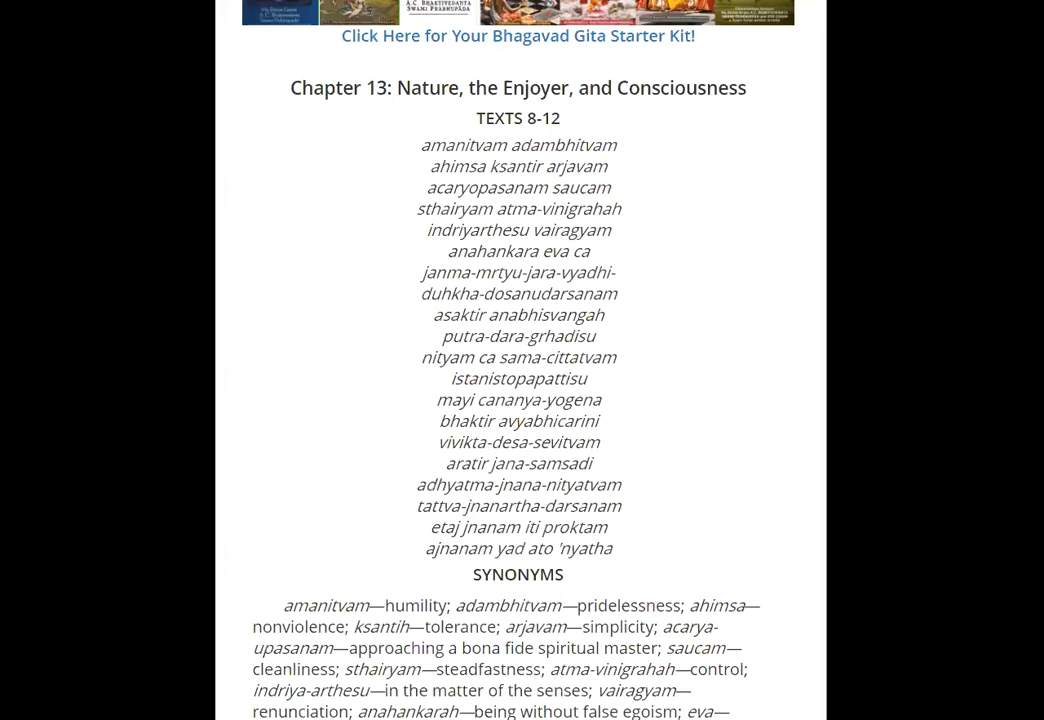 A.C. BHAKTIVEDANTA
SWAMI PRABHUPĀDA
Click Here for Your Bhagavad Gita Starter Kit!
Chapter 13: Nature, the Enjoyer, and Consciousness
TEXTS 8-12
amanitvam adambhitvam
ahimsa ksantir arjavam
acaryopasanam saucam
sthairyam atma-vinigrahah
indriyarthesu vairagyam
anahankara eva ca
janma-mrtyu-jara-vyadhi-
duhkha-dosanudarsanam
asaktir anabhisvangah
putra-dara-grhadisu
nityam ca sama-cittatvam
istanistopapattisu
mayi cananya-yogena
bhaktir avyabhicarini
vivikta-desa-sevitvam
aratir jana-samsadi
adhyatma-jnana-nityatvam
tattva-jnanartha-darsanam
etaj jnanam iti proktam
ajnanam yad ato 'nyatha
SYNONYMS
amanitvam—humility; adambhitvam—pridelessness; ahimsa—
nonviolence; ksantih—tolerance; arjavam—simplicity; acarya-
upasanam—approaching a bona fide spiritual master; saucam—
cleanliness; sthairyam—steadfastness; atma-vinigrahah—control;
indriya-arthesu—in the matter of the senses; vairagyam—
renunciation; anahankarah—being without false egoism; eva—